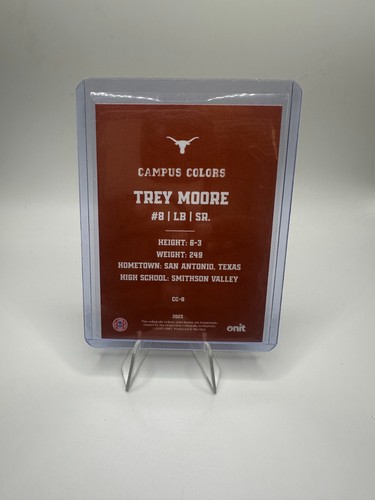 CAMPUS COLORS
TREY MOORE
#8 | LB | SR.
HEIGHT: 6-3
WEIGHT: 249
HOMETOWN: SAN ANTONIO, TEXAS
HIGH SCHOOL: SMITHSON VALLEY
CC-8
onit